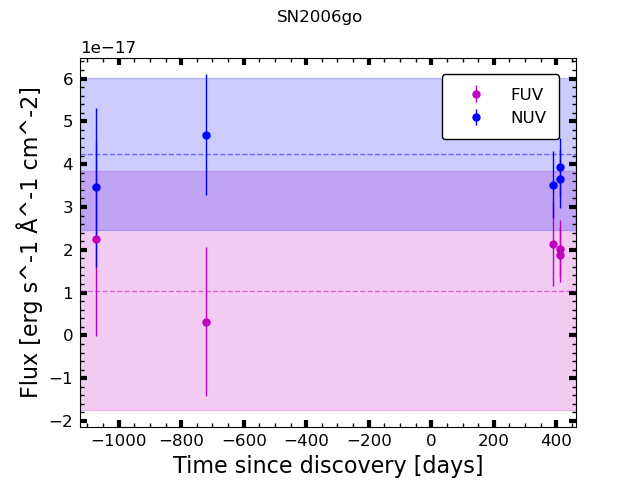 SN2006go
1e−17
FUV
NUV
6
5
4
3
2
1
0
−1
−2
Flux [erg s^-1 Å^-1 cm^-2]
−1000 −800 −600 −400 −200 0 200 400
Time since discovery [days]